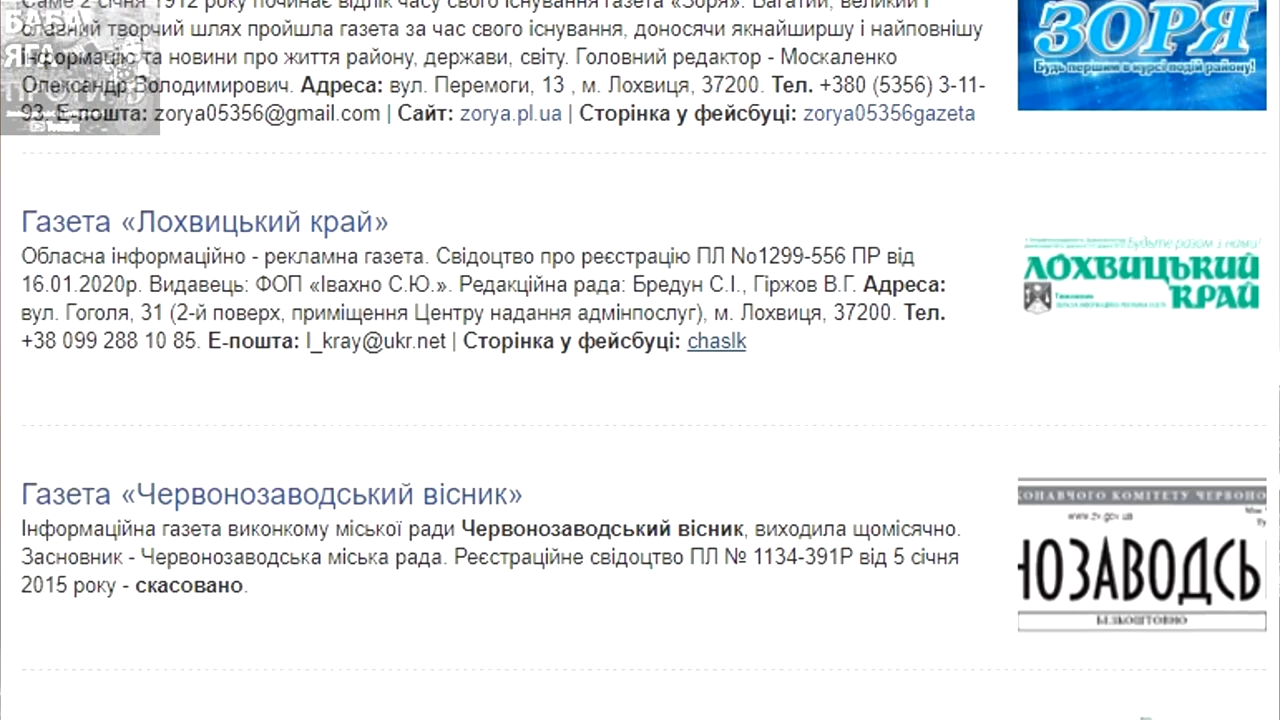 Саме 2 січня 1912 року починає відлік часу свого існування газета «Зоря». Багатий, великий і
славний творчий шлях пройшла газета за час свого існування, доносячи якнайширшу і найповнішу
інформацію та новини про життя району, держави, світу. Головний редактор - Москаленко
Олександр Володимирович. Адреса: вул. Перемоги, 13 , м. Лохвиця, 37200. Тел. +380 (5356) 3-11-
93. Е-пошта: zorya05356@gmail.com | Сайт: zorya.pl.ua | Сторінка у фейсбуці: zorya05356gazeta
БАБА
ЯГА
ПРОТИ
ЗОРЯ
Будь першим в курсі подій району!
Газета «Лохвицький край»
Обласна інформаційно - рекламна газета. Свідоцтво про реєстрацію ПЛ No1299-556 ПР від
16.01.2020р. Видавець: ФОП «Івахно С.Ю.». Редакційна рада: Бредун С.І., Гіржов В.Г. Адреса:
вул. Гоголя, 31 (2-й поверх, приміщення Центру надання адмінпослуг), м. Лохвиця, 37200. Тел.
+38 099 288 10 85. Е-пошта: l_kray@ukr.net | Сторінка у фейсбуці: chaslk
Будьте разом з нами!
ЛОХВИЦЬКИЙ
КРАЙ
Газета «Червонозаводський вісник»
Інформаційна газета виконкому міської ради Червонозаводський вісник, виходила щомісячно.
Засновник - Червонозаводська міська рада. Реєстраційне свідоцтво ПЛ № 1134-391Р від 5 січня
2015 року - скасовано.
КОНАВЧОГО КОМІТЕТУ ЧЕРВОНО
www.zv.gov.ua
НОЗАВОДСЬ
БЕЗКОШТОВНО